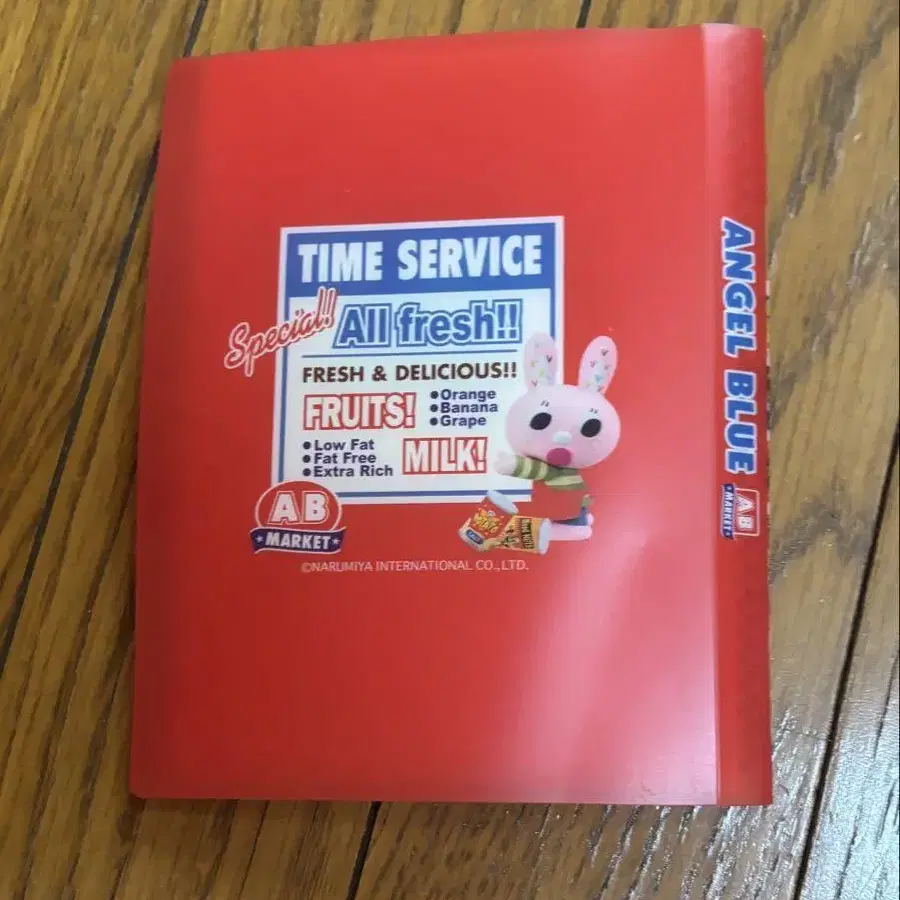 TIME SERVICE
Special!!
All fresh!!
FRESH & DELICIOUS!!
FRUITS!
•Orange
•Banana
•Grape
•Low Fat
•Fat Free
•Extra Rich
MILK!
AB
MARKET
©NARUMIYA INTERNATIONAL CO.,LTD.
ANGEL BLUE
AB
MARKET